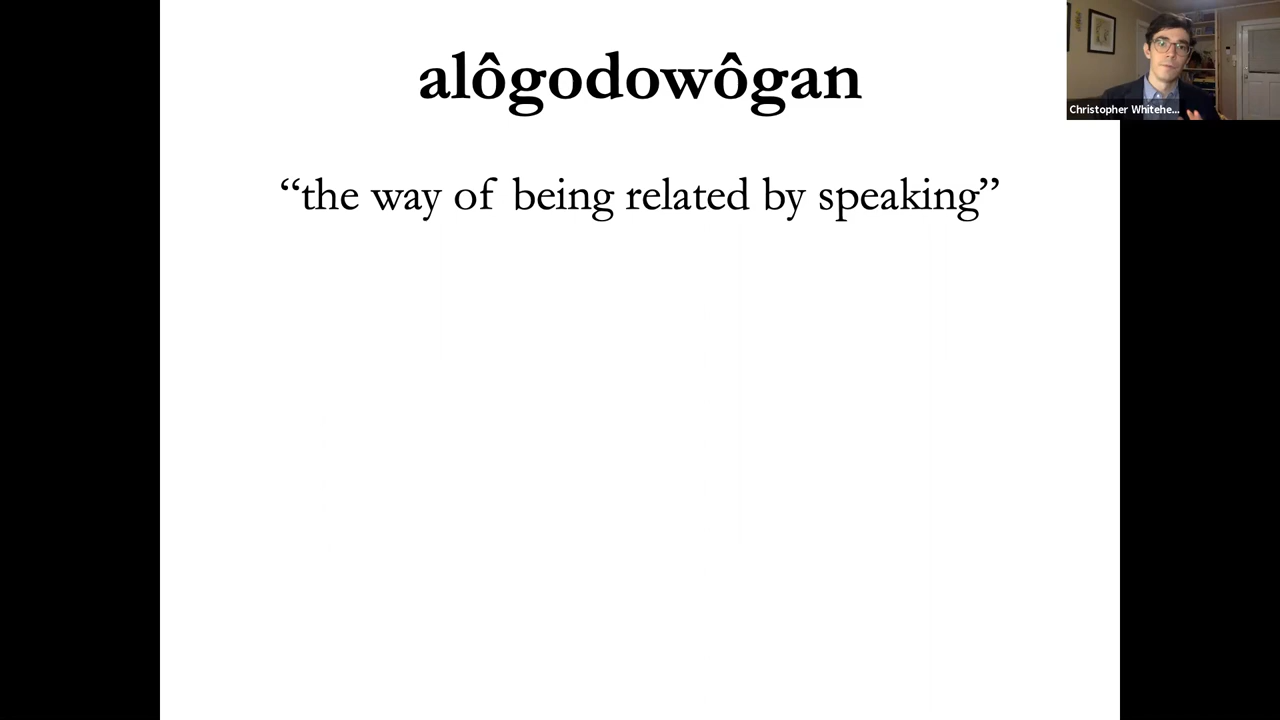 alôgodowôgan
“the way of being related by speaking”
Christopher Whitehe...